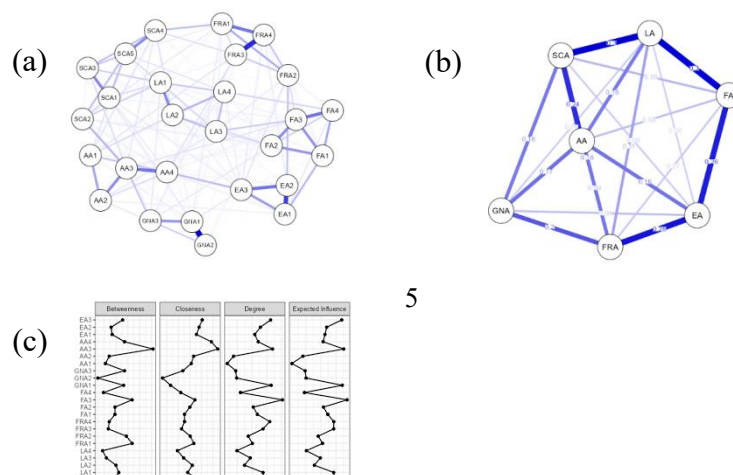 (a)
SCA4
FRA1
FRA4
SCA5
FRA3
SCA3
FRA2
LA1
LA4
SCA1
FA4
SCA2
LA2
FA3
LA3
FA2
AA1
FA1
AA3
AA4
EA3
EA2
AA2
EA1
GNA3
GNA1
GNA2
(b)
LA
SCA
FA
AA
GNA
EA
FRA
5
(c)
Betweenness Closeness Degree Expected Influence
EA3
EA2
EA1
AA4
AA3
AA2
AA1
GNA3
GNA2
GNA1
FA4
FA3
FA2
FA1
FRA4
FRA3
FRA2
FRA1
LA4
LA3
LA2
LA1